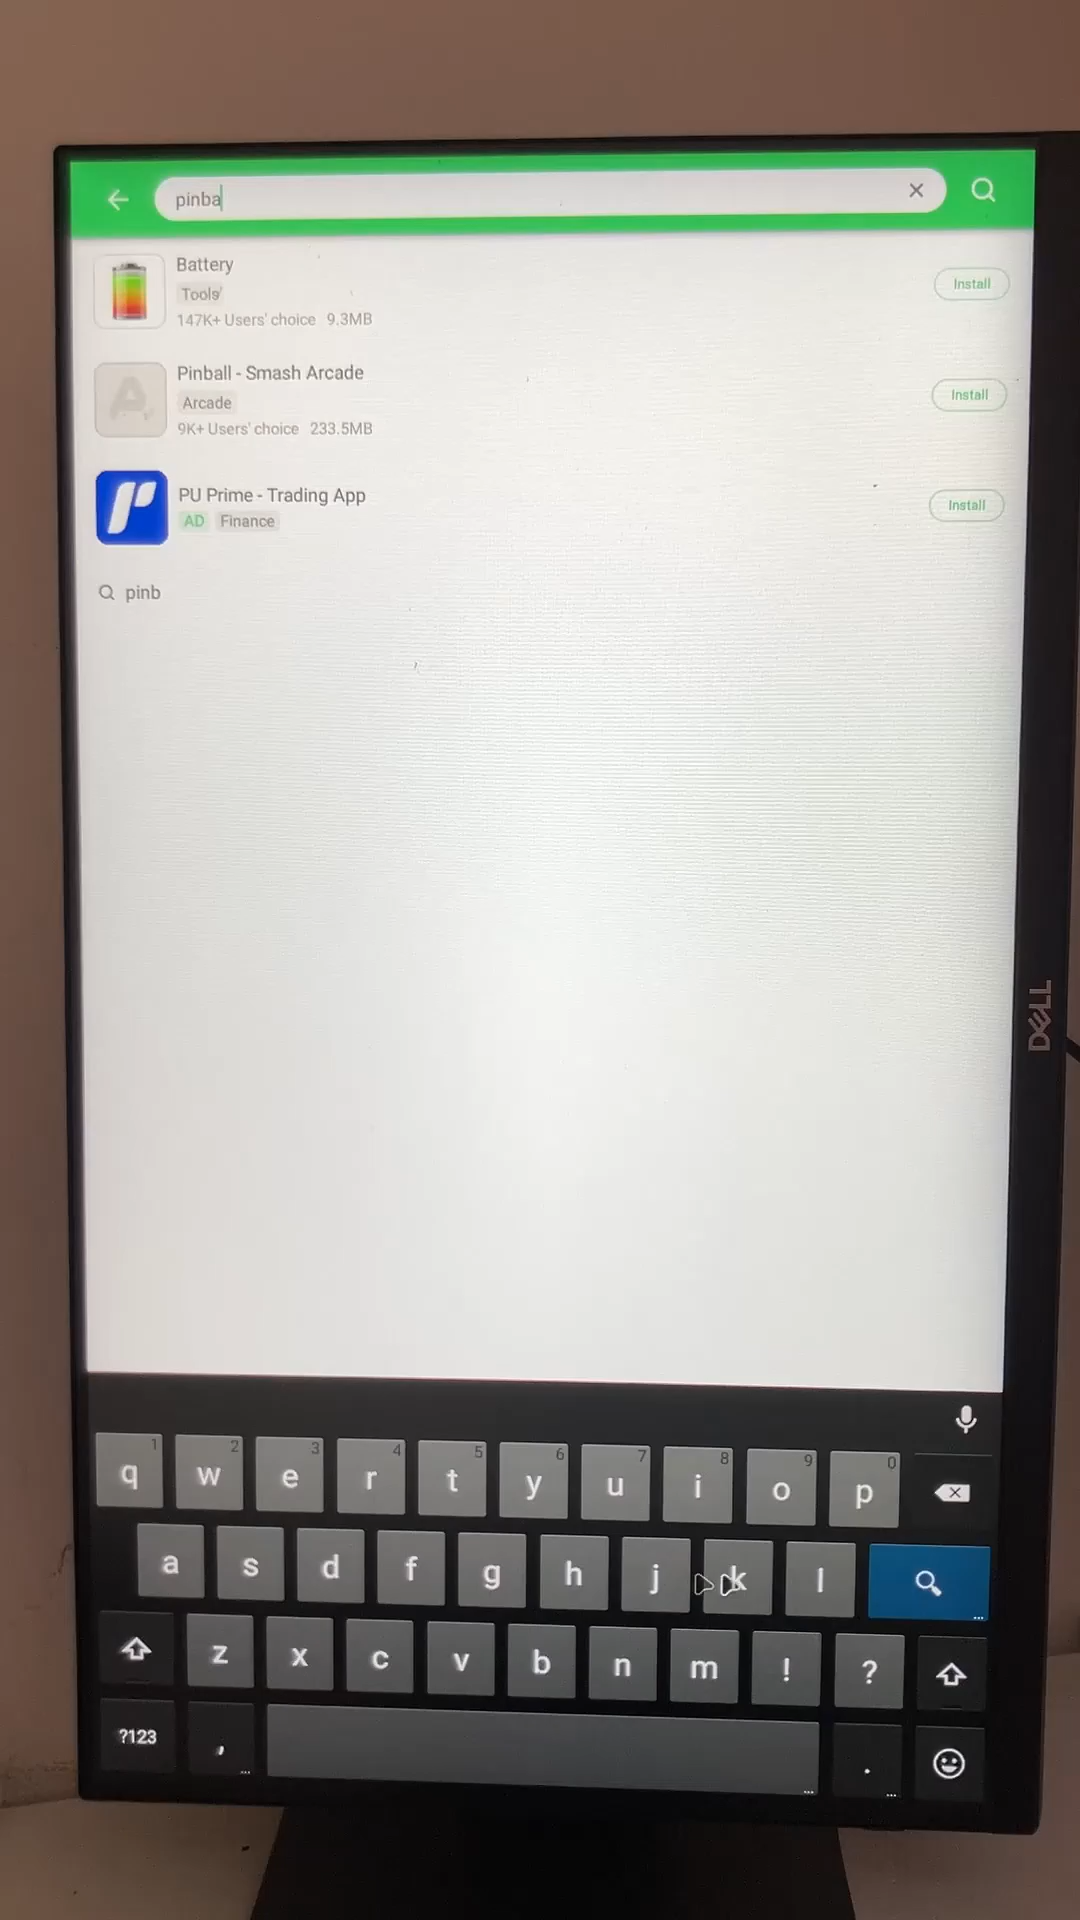 pinba
Battery
Tools
Install
147K+ Users' choice 9.3MB
Pinball - Smash Arcade
Arcade
Install
9K+ Users' choice 233.5MB
PU Prime - Trading App
AD Finance
Install
pinb
DELL
1 2 3 4 5 6 7 8 9 0
q w e r t y u i o p
a s d f g h j k l
z x c v b n m ! ?
?123 , .